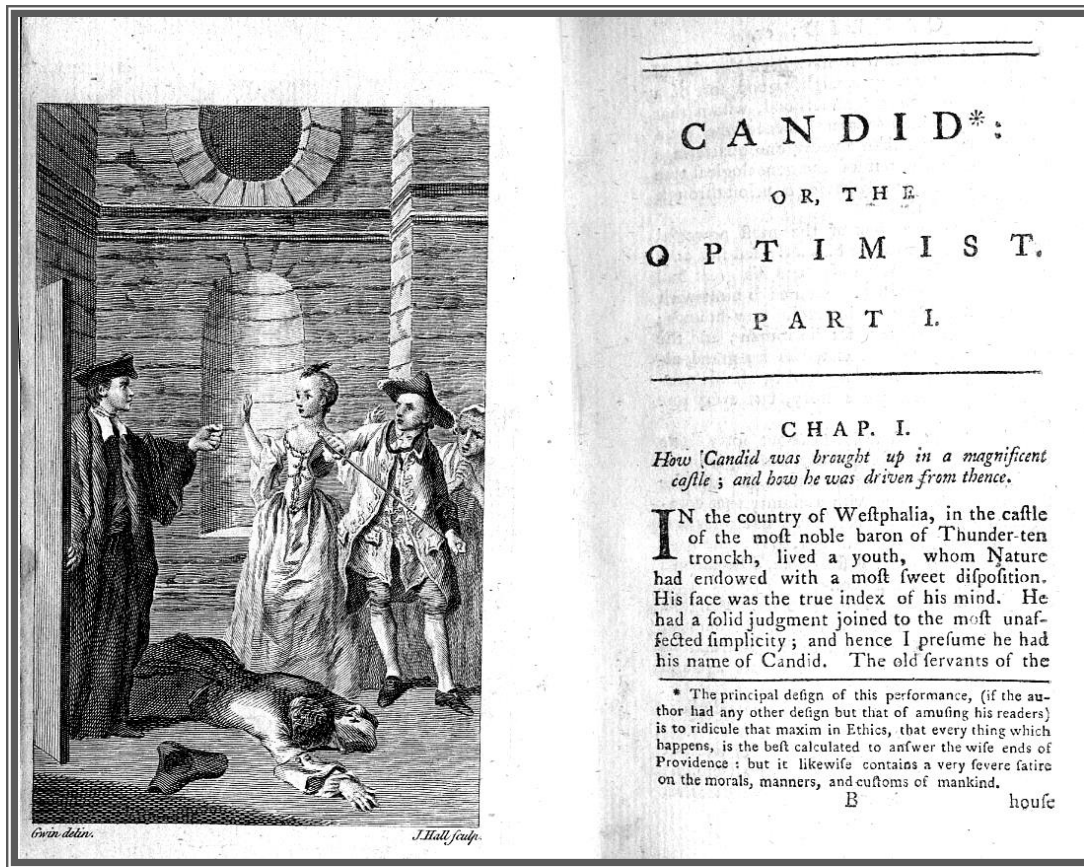 Gwin delin.
J. Hall sculp.
CANDID*:
OR, THE
OPTIMIST.
PART I.
CHAP. I.
How Candid was brought up in a magnificent
caſtle ; and how he was driven from thence.
IN the country of Weſtphalia, in the caſtle
of the moſt noble baron of Thunder-ten
tronckh, lived a youth, whom Nature
had endowed with a moſt ſweet diſpoſition.
His face was the true index of his mind. He
had a ſolid judgment joined to the moſt unaf-
fected ſimplicity ; and hence I preſume he had
his name of Candid. The old ſervants of the
* The principal deſign of this performance, (if the au-
thor had any other deſign but that of amuſing his readers)
is to ridicule that maxim in Ethics, that every thing which
happens, is the beſt calculated to anſwer the wiſe ends of
Providence : but it likewiſe contains a very ſevere ſatire
on the morals, manners, and cuſtoms of mankind.
B house